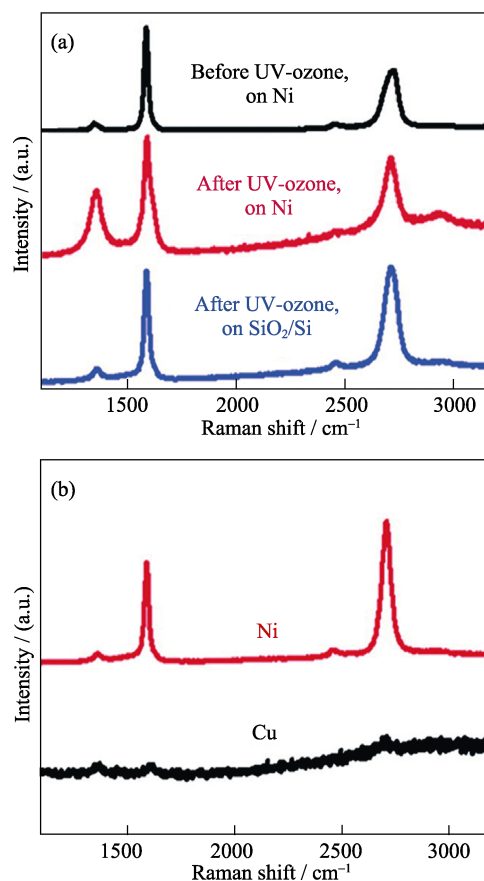 (a)
Before UV-ozone,
on Ni
After UV-ozone,
on Ni
After UV-ozone,
on SiO₂/Si
Intensity / (a.u.)
1500 2000 2500 3000
Raman shift / cm⁻¹
(b)
Ni
Cu
Intensity / (a.u.)
1500 2000 2500 3000
Raman shift / cm⁻¹